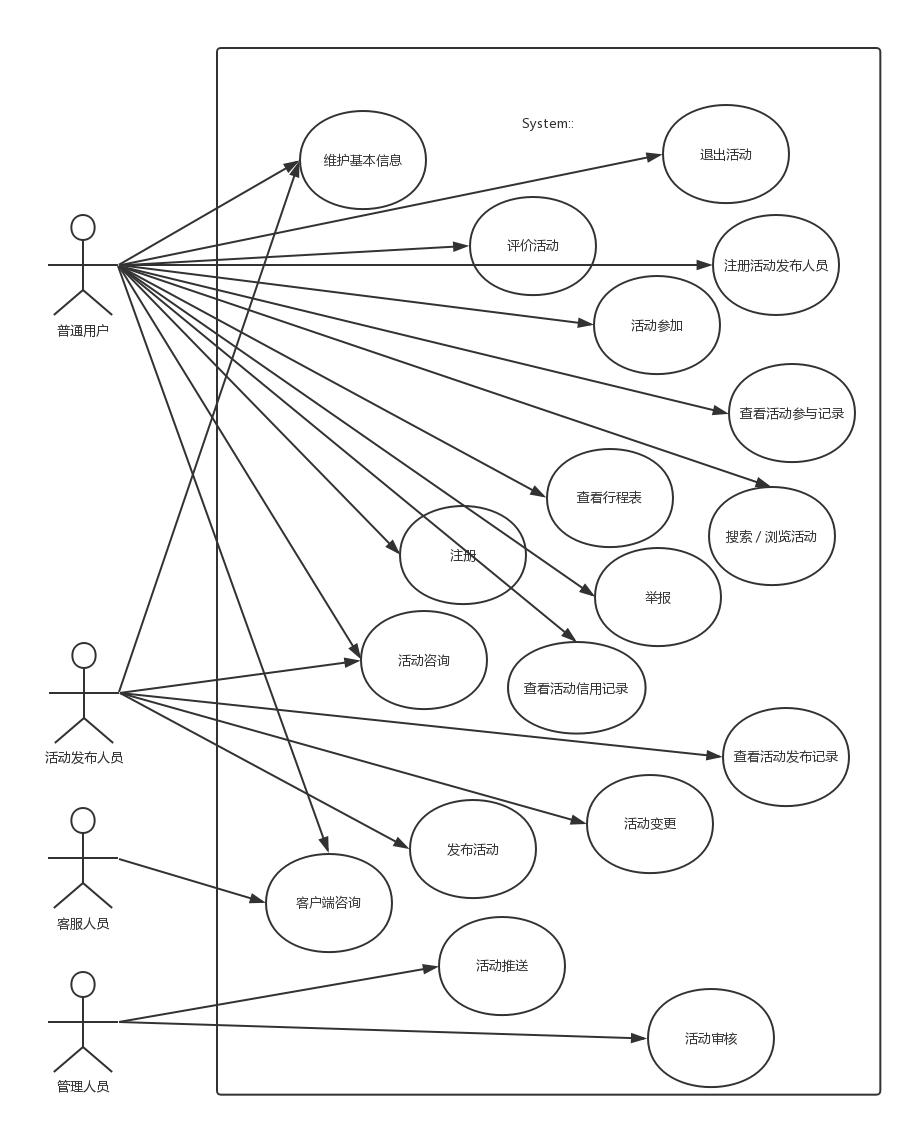 System::
退出活动
维护基本信息
评价活动
注册活动发布人员
普通用户
活动参加
查看活动参与记录
查看行程表
搜索 / 浏览活动
注册
举报
活动咨询
查看活动信用记录
活动发布人员
查看活动发布记录
活动变更
发布活动
客户端咨询
客服人员
活动推送
活动审核
管理人员